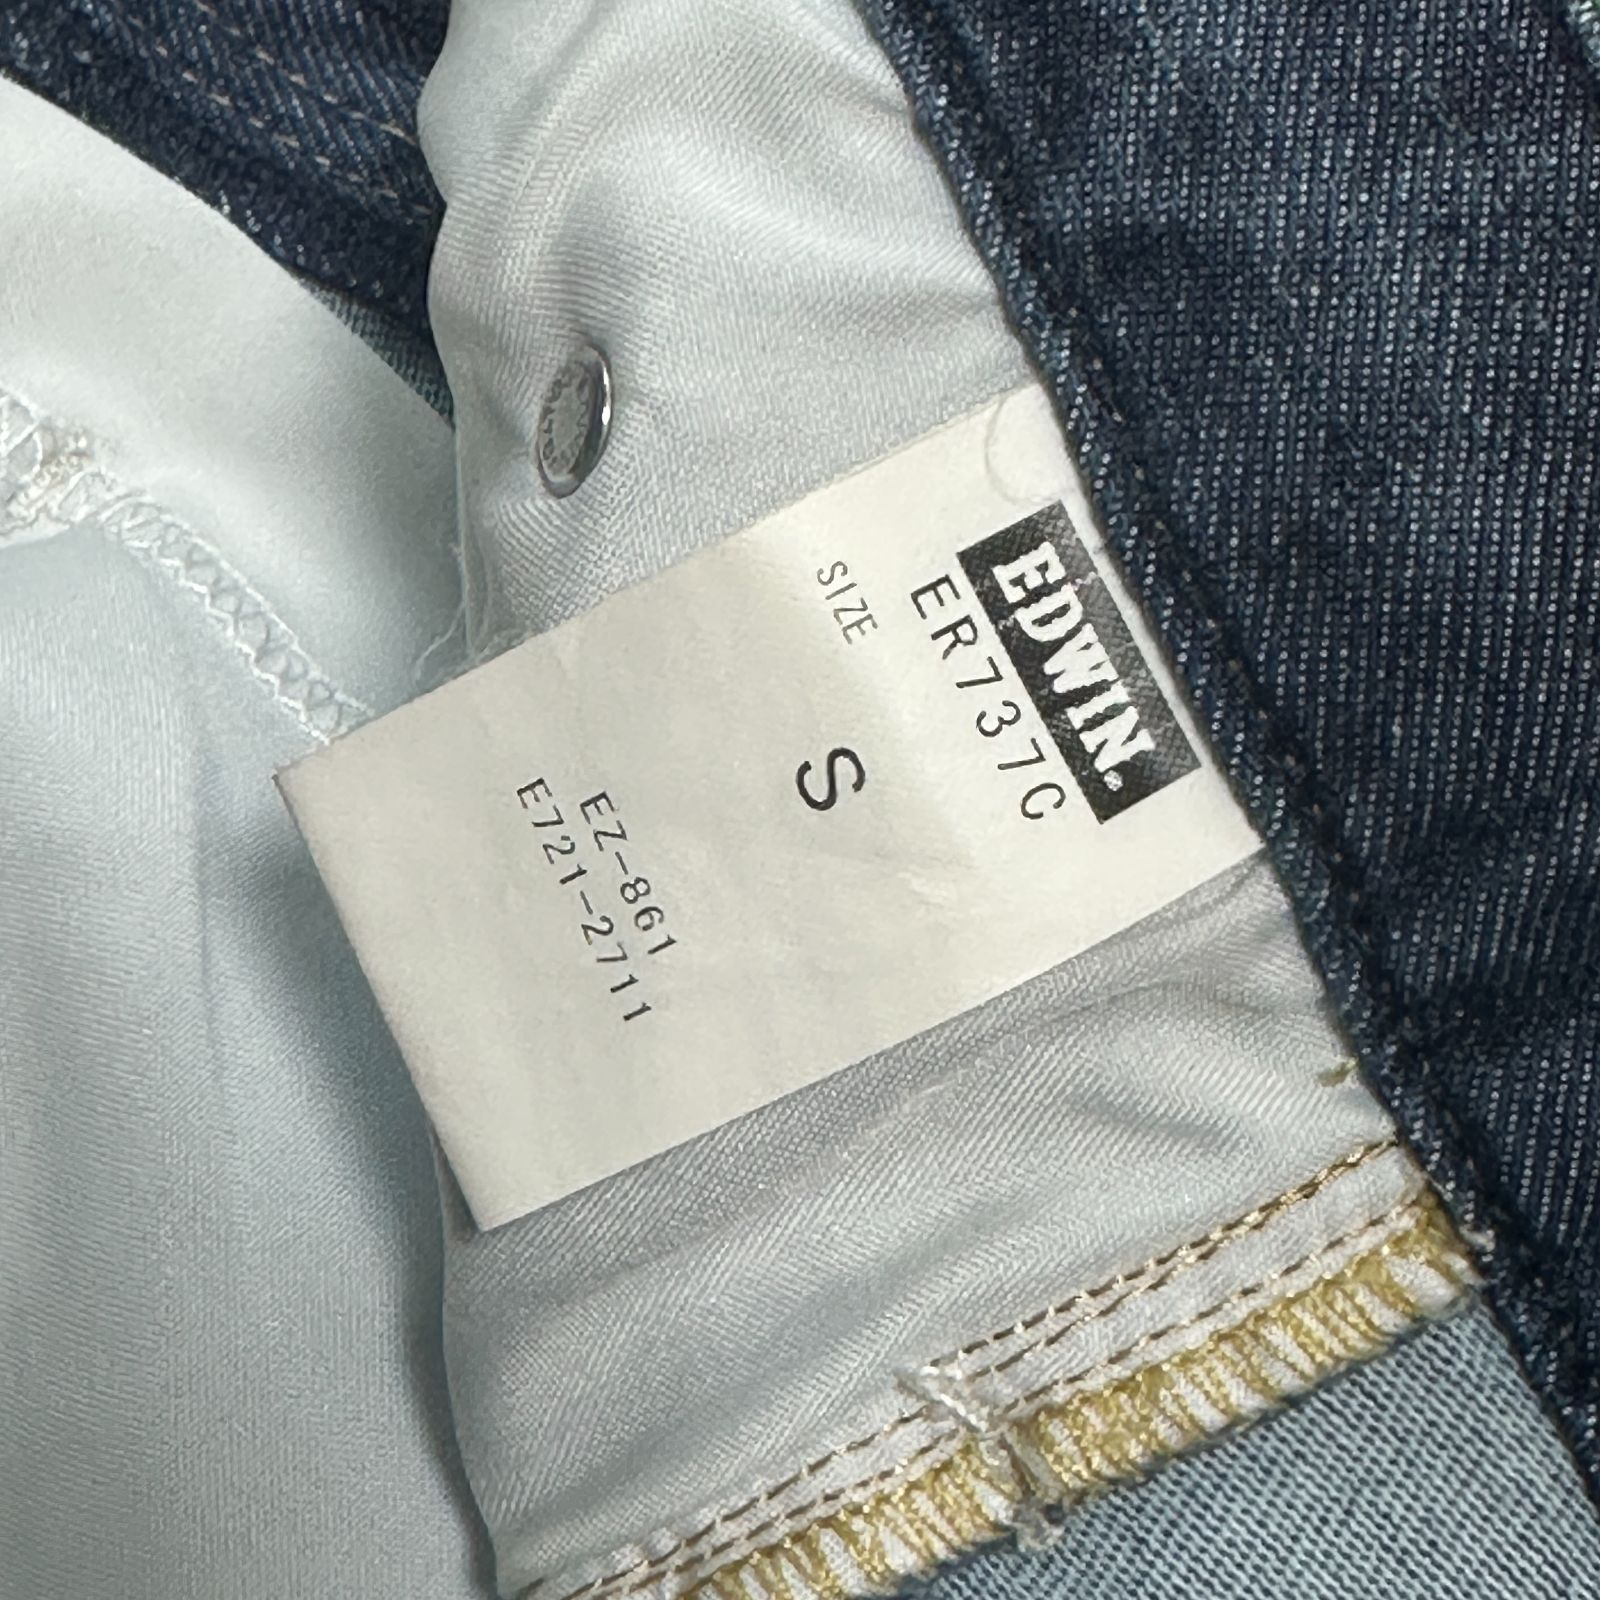 EDWIN.
ER737C
SIZE
S
EZ-861
E721-2711